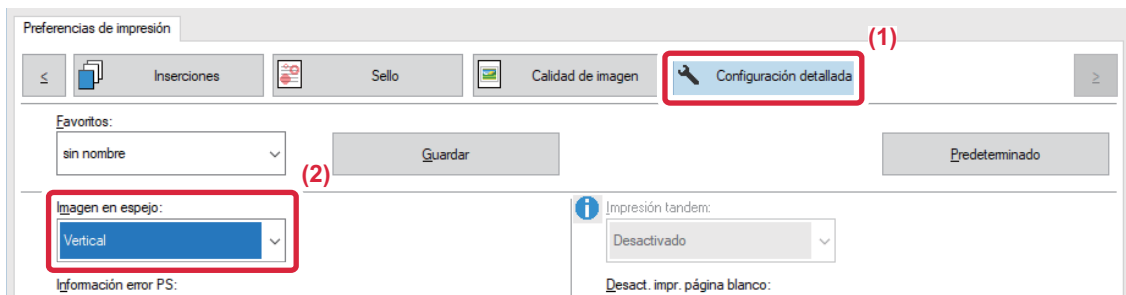 Preferencias de impresión
(1)
<
Inserciones
Sello
Calidad de imagen
Configuración detallada
>
Favoritos:
sin nombre
Guardar
Predeterminado
(2)
Imagen en espejo:
Vertical
Impresión tandem:
Desactivado
Información error PS:
Desact. impr. página blanco: